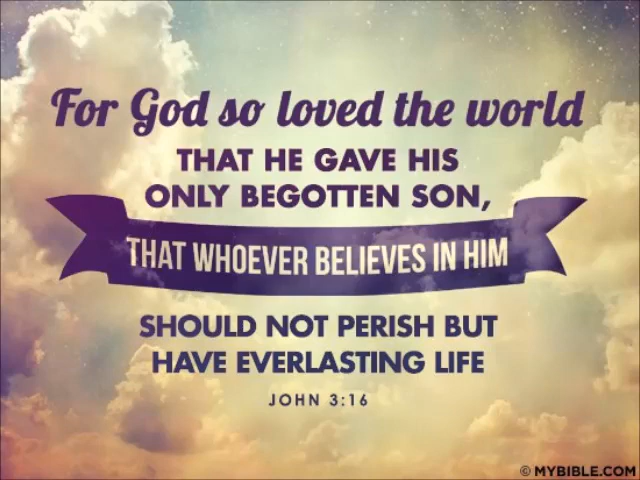 For God so loved the world
THAT HE GAVE HIS
ONLY BEGOTTEN SON,
THAT WHOEVER BELIEVES IN HIM
SHOULD NOT PERISH BUT
HAVE EVERLASTING LIFE
JOHN 3:16
© MYBIBLE.COM